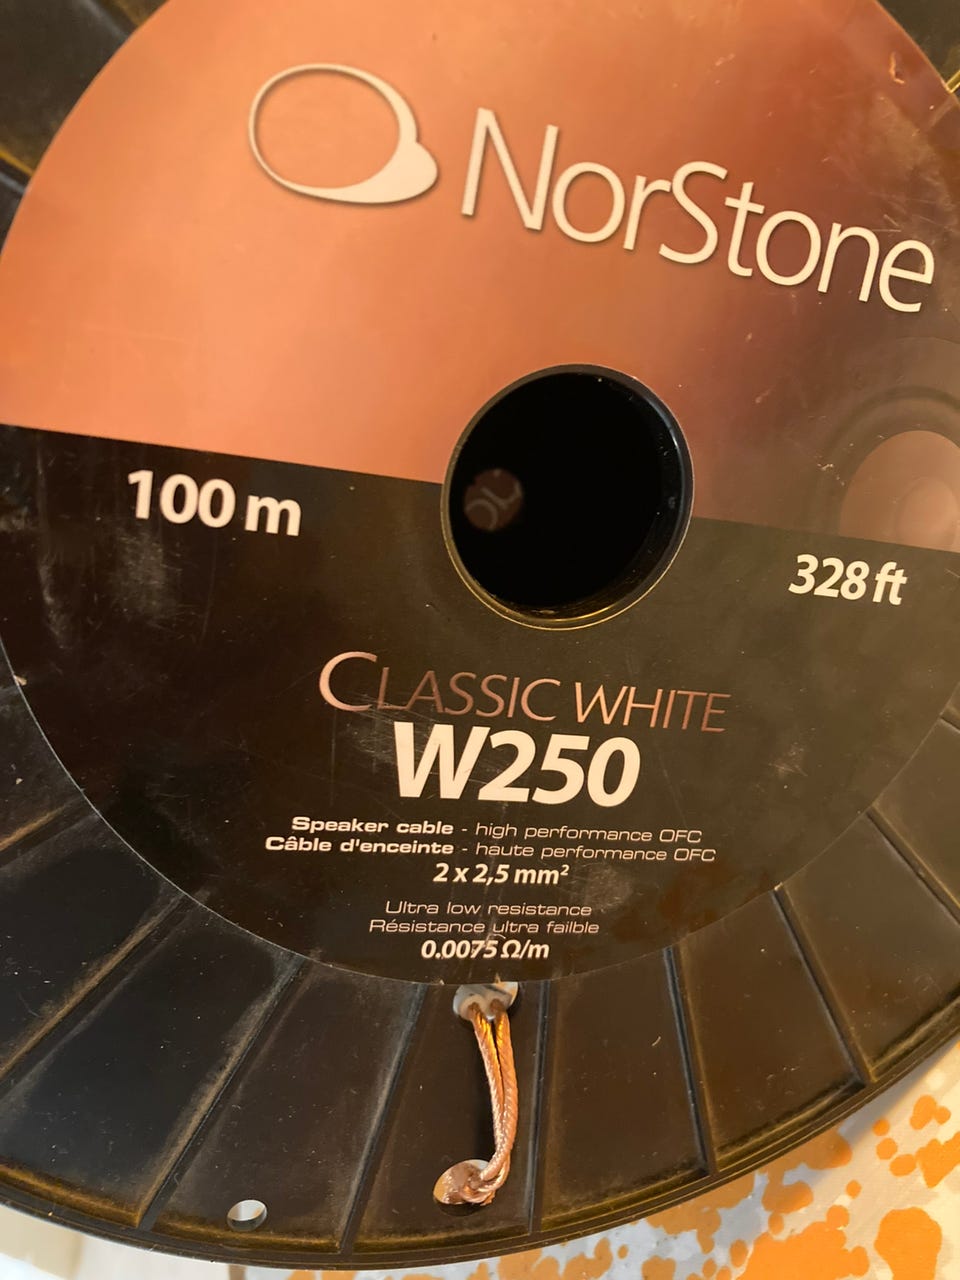 NorStone
100 m
328 ft
CLASSIC WHITE
W250
Speaker cable - high performance OFC
Câble d'enceinte - haute performance OFC
2 x 2,5 mm²
Ultra low resistance
Résistance ultra failble
0.0075 Ω/m